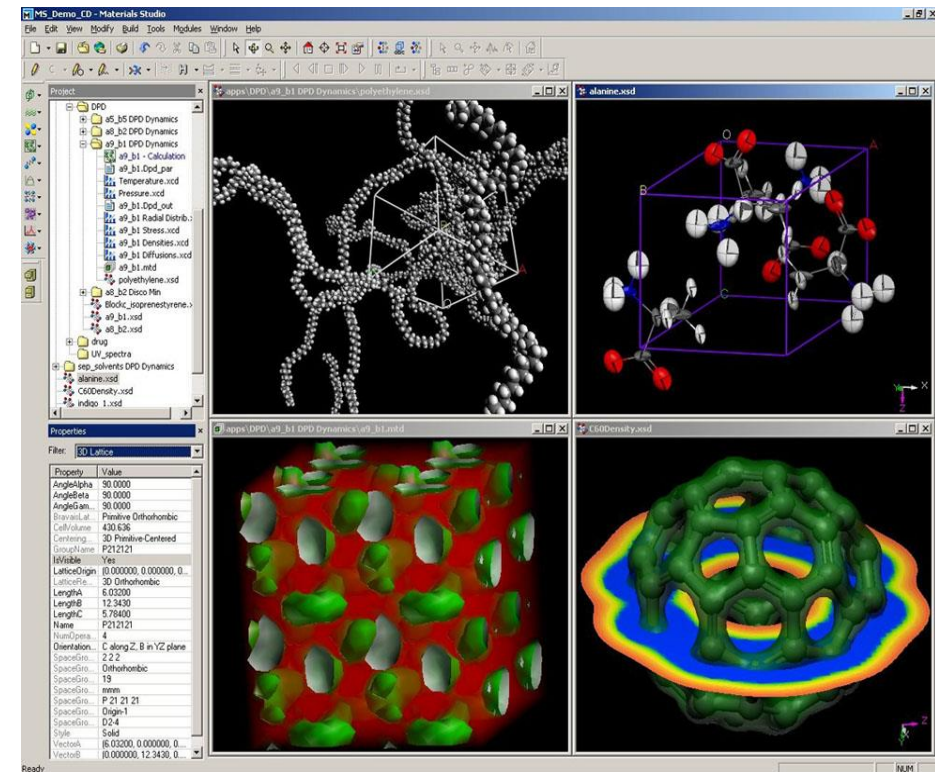 MS_Demo_CD - Materials Studio
File Edit View Modify Build Tools Modules Window Help
Project
DPD
a5_b5 DPD Dynamics
a8_b2 DPD Dynamics
a9_b1 DPD Dynamics
a9_b1 - Calculation
a9_b1.Dpd_par
Temperature.xcd
Pressure.xcd
a9_b1.Dpd_out
a9_b1 Radial Distrib.
a9_b1 Stress.xcd
a9_b1 Densities.xcd
a9_b1 Diffusions.xcd
a9_b1.mtd
polyethylene.xsd
a8_b2 Disco Min
Blockc_isoprenestyrene.
a9_b1.xsd
a8_b2.xsd
drug
UV_spectra
sep_solvents DPD Dynamics
alanine.xsd
C60Density.xsd
indigo_1.xsd
apps\DPD\a9_b1 DPD Dynamics\polyethylene.xsd
A
C
alanine.xsd
O
A
B
C
X
Z
Properties
Filter: 3D Lattice
Property Value
AngleAlpha 90.0000
AngleBeta 90.0000
AngleGam... 90.0000
BravaisLat... Primitive Orthorhombic
CellVolume 430.636
Centering... 3D Primitive-Centered
GroupName P212121
IsVisible Yes
LatticeOrigin (0.000000, 0.000000, 0...
LatticeRe... 3D Orthorhombic
LengthA 6.03200
LengthB 12.3430
LengthC 5.78400
Name P212121
NumOpera... 4
Orientation... C along Z, B in YZ plane
SpaceGro... 2 2 2
SpaceGro... Orthorhombic
SpaceGro... 19
SpaceGro... mmm
SpaceGro... P 21 21 21
SpaceGro... Origin-1
SpaceGro... D2-4
Style Solid
VectorA (6.03200, 0.000000, 0...
VectorB (0.000000, 12.3430, 0...
apps\DPD\a9_b1 DPD Dynamics\a9_b1.mtd
C60Density.xsd
Z
Ready
NUM